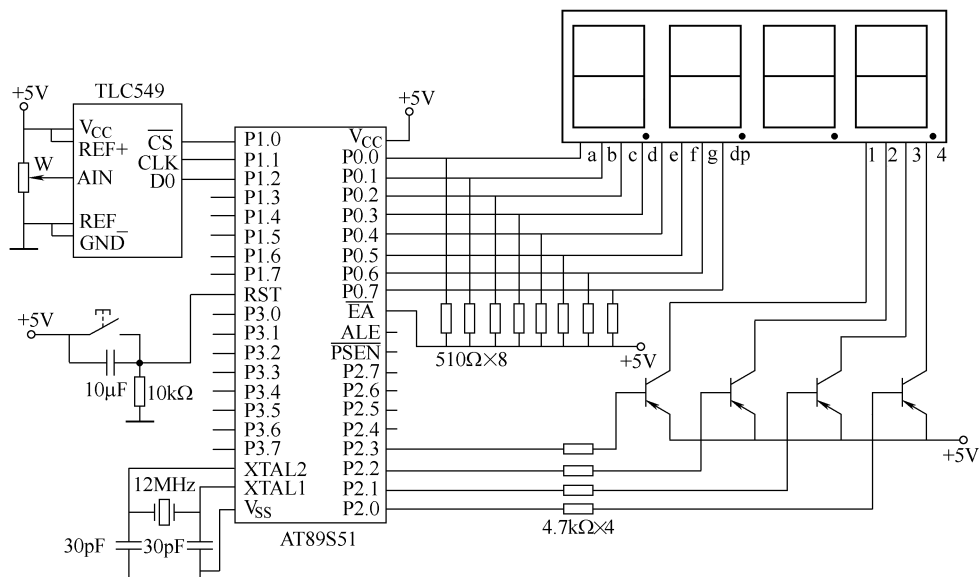 TLC549
+5V
V_CC
REF+
AIN
REF
GND
CS
CLK
D0
W
+5V
10μF
10kΩ
P1.0
P1.1
P1.2
P1.3
P1.4
P1.5
P1.6
P1.7
RST
P3.0
P3.1
P3.2
P3.3
P3.4
P3.5
P3.6
P3.7
XTAL2
XTAL1
V_SS
12MHz
30pF
30pF
AT89S51
+5V
V_CC
P0.0
P0.1
P0.2
P0.3
P0.4
P0.5
P0.6
P0.7
EA
ALE
PSEN
P2.7
P2.6
P2.5
P2.4
P2.3
P2.2
P2.1
P2.0
510Ω×8
+5V
4.7kΩ×4
a b c d e f g dp
1 2 3 4
+5V